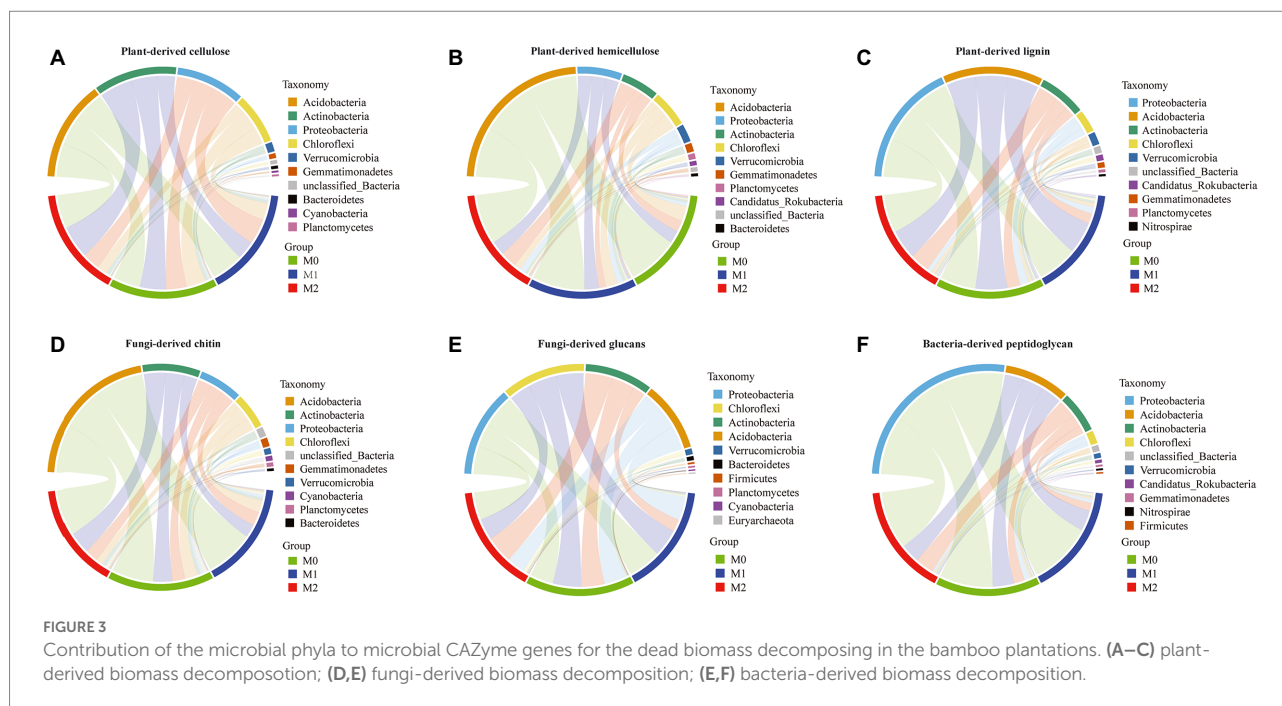 A
Plant-derived cellulose
Taxonomy
Acidobacteria
Actinobacteria
Proteobacteria
Chloroflexi
Verrucomicrobia
Gemmatimonadetes
unclassified_Bacteria
Bacteroidetes
Cyanobacteria
Planctomycetes
Group
M0
M1
M2
B
Plant-derived hemicellulose
Taxonomy
Acidobacteria
Proteobacteria
Actinobacteria
Chloroflexi
Verrucomicrobia
Gemmatimonadetes
Planctomycetes
Candidatus_Rokubacteria
unclassified_Bacteria
Bacteroidetes
Group
M0
M1
M2
C
Plant-derived lignin
Taxonomy
Proteobacteria
Acidobacteria
Actinobacteria
Chloroflexi
Verrucomicrobia
unclassified_Bacteria
Candidatus_Rokubacteria
Gemmatimonadetes
Planctomycetes
Nitrospirae
Group
M0
M1
M2
D
Fungi-derived chitin
Taxonomy
Acidobacteria
Actinobacteria
Proteobacteria
Chloroflexi
unclassified_Bacteria
Gemmatimonadetes
Verrucomicrobia
Cyanobacteria
Planctomycetes
Bacteroidetes
Group
M0
M1
M2
E
Fungi-derived glucans
Taxonomy
Proteobacteria
Chloroflexi
Actinobacteria
Acidobacteria
Verrucomicrobia
Bacteroidetes
Firmicutes
Planctomycetes
Cyanobacteria
Euryarchaeota
Group
M0
M1
M2
F
Bacteria-derived peptidoglycan
Taxonomy
Proteobacteria
Acidobacteria
Actinobacteria
Chloroflexi
unclassified_Bacteria
Verrucomicrobia
Candidatus_Rokubacteria
Gemmatimonadetes
Nitrospirae
Firmicutes
Group
M0
M1
M2
FIGURE 3
Contribution of the microbial phyla to microbial CAZyme genes for the dead biomass decomposing in the bamboo plantations. (A–C) plant-
derived biomass decomposotion; (D,E) fungi-derived biomass decomposition; (E,F) bacteria-derived biomass decomposition.